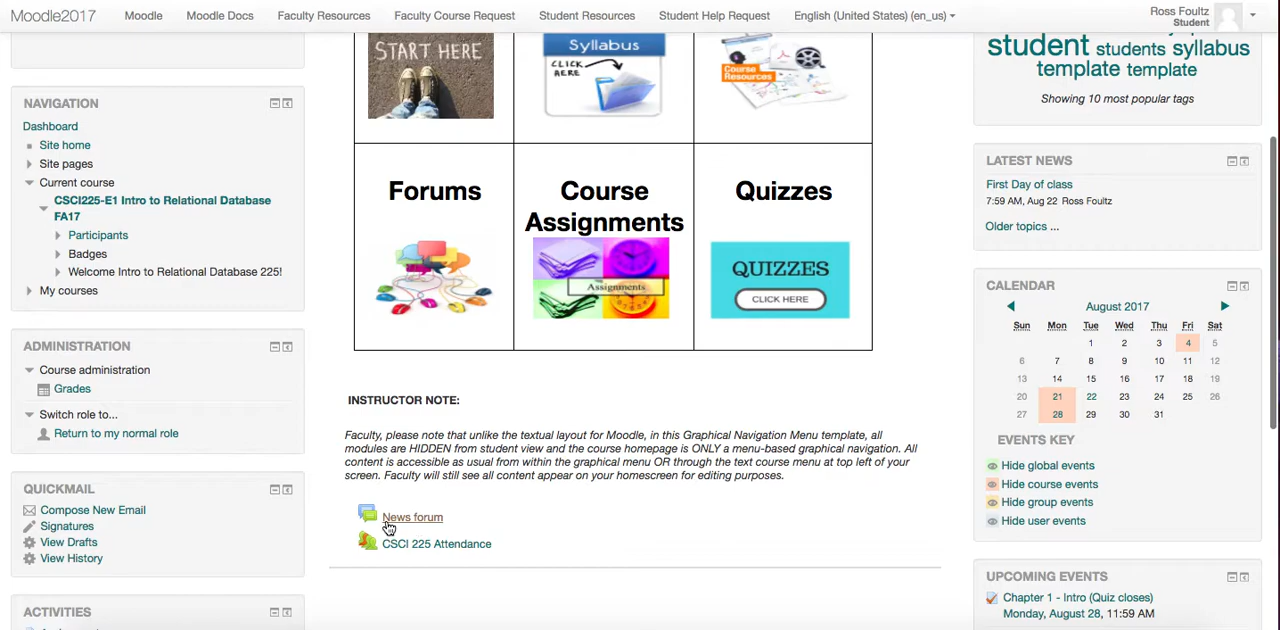 Moodle2017 Moodle Moodle Docs Faculty Resources Faculty Course Request Student Resources Student Help Request English (United States) (en_us) Ross Foultz
Student
START HERE
Syllabus
CLICK
HERE
Course
Resources
Forums
Course
Assignments
Assignments
Quizzes
QUIZZES
CLICK HERE
INSTRUCTOR NOTE:
Faculty, please note that unlike the textual layout for Moodle, in this Graphical Navigation Menu template, all
modules are HIDDEN from student view and the course homepage is ONLY a menu-based graphical navigation. All
content is accessible as usual from within the graphical menu OR through the text course menu at top left of your
screen. Faculty will still see all content appear on your homescreen for editing purposes.
News forum
CSCI 225 Attendance
NAVIGATION
Dashboard
Site home
Site pages
Current course
CSCI225-E1 Intro to Relational Database
FA17
Participants
Badges
Welcome Intro to Relational Database 225!
My courses
ADMINISTRATION
Course administration
Grades
Switch role to...
Return to my normal role
QUICKMAIL
Compose New Email
Signatures
View Drafts
View History
ACTIVITIES
student students syllabus
template template
Showing 10 most popular tags
LATEST NEWS
First Day of class
7:59 AM, Aug 22 Ross Foultz
Older topics ...
CALENDAR
August 2017
Sun Mon Tue Wed Thu Fri Sat
1 2 3 4 5
6 7 8 9 10 11 12
13 14 15 16 17 18 19
20 21 22 23 24 25 26
27 28 29 30 31
EVENTS KEY
Hide global events
Hide course events
Hide group events
Hide user events
UPCOMING EVENTS
Chapter 1 - Intro (Quiz closes)
Monday, August 28, 11:59 AM